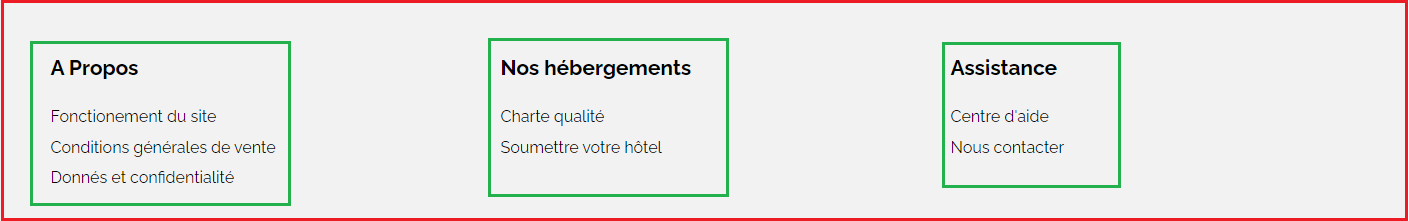 A Propos
Fonctionement du site
Conditions générales de vente
Donnés et confidentialité
Nos hébergements
Charte qualité
Soumettre votre hôtel
Assistance
Centre d'aide
Nous contacter